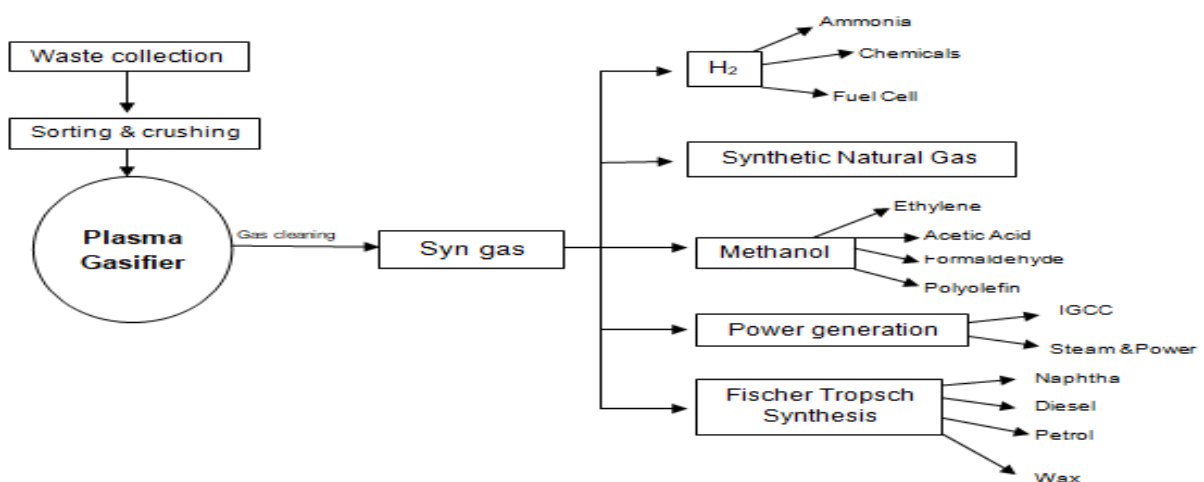 Waste collection
Sorting & crushing
Plasma
Gasifier
Gas cleaning
Syn gas
H₂
Ammonia
Chemicals
Fuel Cell
Synthetic Natural Gas
Methanol
Ethylene
Acetic Acid
Formaldehyde
Polyolefin
Power generation
IGCC
Steam &Power
Fischer Tropsch
Synthesis
Naphtha
Diesel
Petrol
Wax